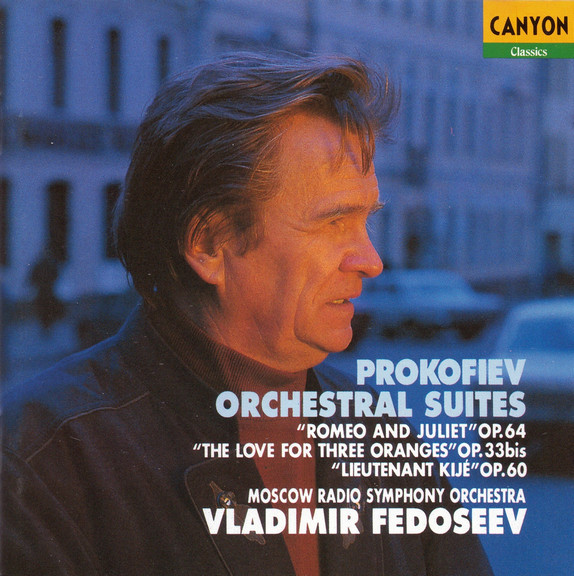 CANYON
Classics
PROKOFIEV
ORCHESTRAL SUITES
“ROMEO AND JULIET”OP.64
“THE LOVE FOR THREE ORANGES”OP.33bis
“LIEUTENANT KIJÉ”OP.60
MOSCOW RADIO SYMPHONY ORCHESTRA
VLADIMIR FEDOSEEV